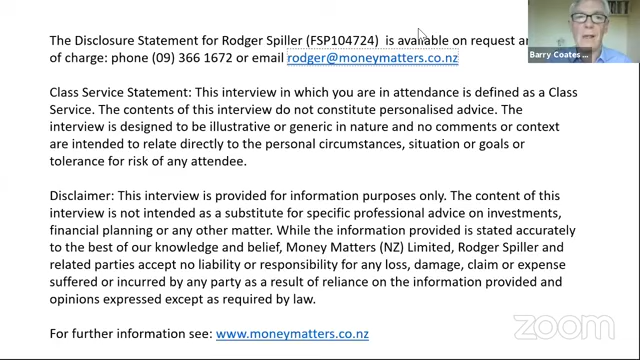 The Disclosure Statement for Rodger Spiller (FSP104724) is available on request an
of charge: phone (09) 366 1672 or email rodger@moneymatters.co.nz
Class Service Statement: This interview in which you are in attendance is defined as a Class
Service. The contents of this interview do not constitute personalised advice. The
interview is designed to be illustrative or generic in nature and no comments or context
are intended to relate directly to the personal circumstances, situation or goals or
tolerance for risk of any attendee.
Disclaimer: This interview is provided for information purposes only. The content of this
interview is not intended as a substitute for specific professional advice on investments,
financial planning or any other matter. While the information provided is stated accurately
to the best of our knowledge and belief, Money Matters (NZ) Limited, Rodger Spiller and
related parties accept no liability or responsibility for any loss, damage, claim or expense
suffered or incurred by any party as a result of reliance on the information provided and
opinions expressed except as required by law.
For further information see: www.moneymatters.co.nz
Barry Coates
zoom